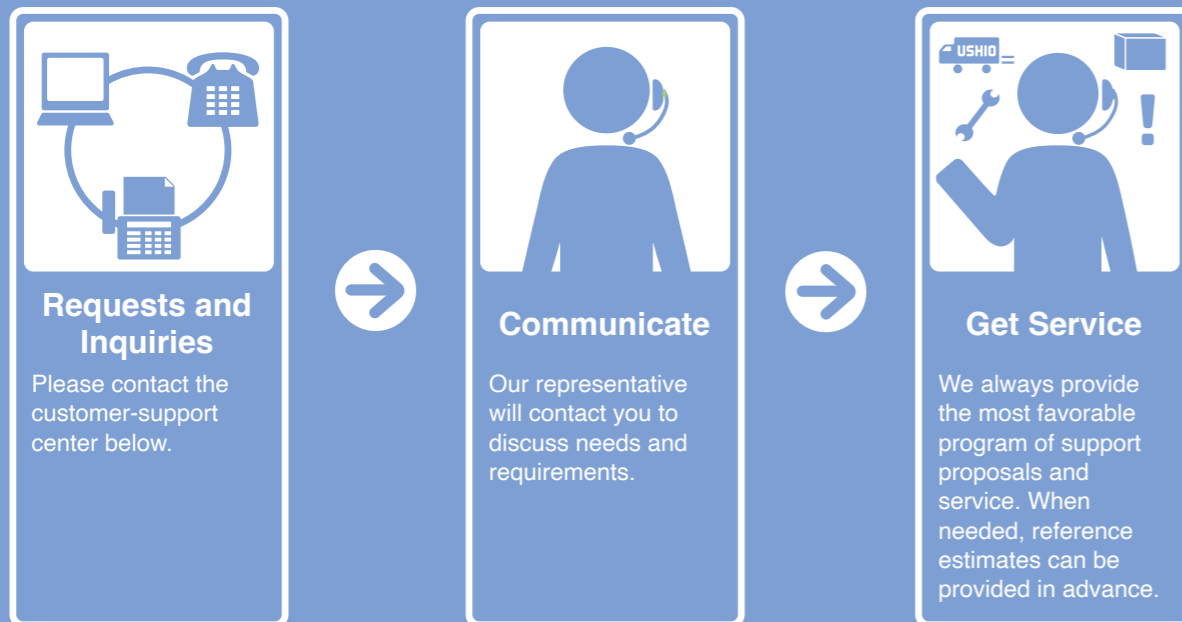 Requests and
Inquiries
Please contact the
customer-support
center below.
Communicate
Our representative
will contact you to
discuss needs and
requirements.
USHIO
Get Service
We always provide
the most favorable
program of support
proposals and
service. When
needed, reference
estimates can be
provided in advance.